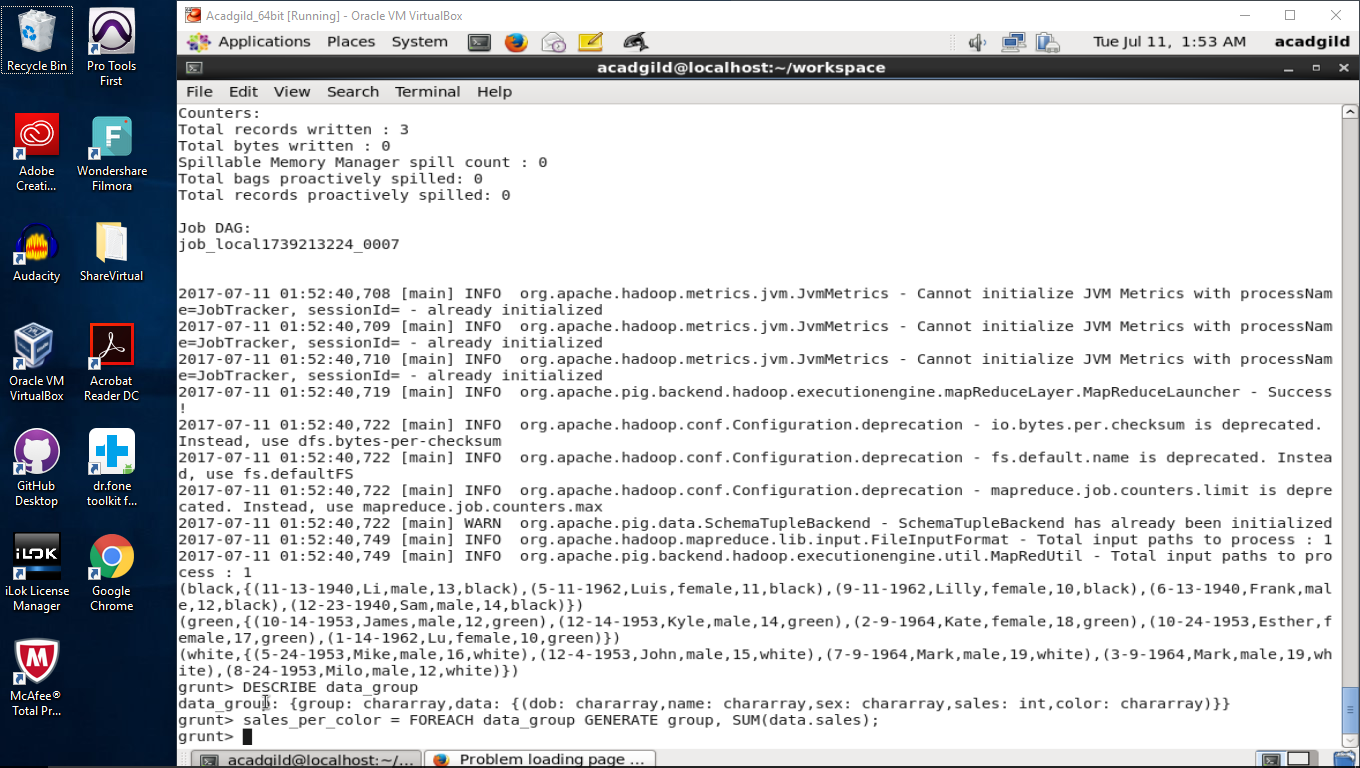 Acadgild_64bit [Running] - Oracle VM VirtualBox
Applications Places System Tue Jul 11, 1:53 AM acadgild
acadgild@localhost:~/workspace
File Edit View Search Terminal Help
Recycle Bin
Pro Tools First
Adobe Creati...
Wondershare Filmora
Audacity
ShareVirtual
Oracle VM VirtualBox
Acrobat Reader DC
GitHub Desktop
dr.fone toolkit f...
iLOK
iLok License Manager
Google Chrome
McAfee® Total Pr...
Counters:
Total records written : 3
Total bytes written : 0
Spillable Memory Manager spill count : 0
Total bags proactively spilled: 0
Total records proactively spilled: 0
Job DAG:
job_local1739213224_0007
2017-07-11 01:52:40,708 [main] INFO  org.apache.hadoop.metrics.jvm.JvmMetrics - Cannot initialize JVM Metrics with processNam
e=JobTracker, sessionId= - already initialized
2017-07-11 01:52:40,709 [main] INFO  org.apache.hadoop.metrics.jvm.JvmMetrics - Cannot initialize JVM Metrics with processNam
e=JobTracker, sessionId= - already initialized
2017-07-11 01:52:40,710 [main] INFO  org.apache.hadoop.metrics.jvm.JvmMetrics - Cannot initialize JVM Metrics with processNam
e=JobTracker, sessionId= - already initialized
2017-07-11 01:52:40,719 [main] INFO  org.apache.pig.backend.hadoop.executionengine.mapReduceLayer.MapReduceLauncher - Success
!
2017-07-11 01:52:40,722 [main] INFO  org.apache.hadoop.conf.Configuration.deprecation - io.bytes.per.checksum is deprecated.
Instead, use dfs.bytes-per-checksum
2017-07-11 01:52:40,722 [main] INFO  org.apache.hadoop.conf.Configuration.deprecation - fs.default.name is deprecated. Instea
d, use fs.defaultFS
2017-07-11 01:52:40,722 [main] INFO  org.apache.hadoop.conf.Configuration.deprecation - mapreduce.job.counters.limit is depre
cated. Instead, use mapreduce.job.counters.max
2017-07-11 01:52:40,722 [main] WARN  org.apache.pig.data.SchemaTupleBackend - SchemaTupleBackend has already been initialized
2017-07-11 01:52:40,749 [main] INFO  org.apache.hadoop.mapreduce.lib.input.FileInputFormat - Total input paths to process : 1
2017-07-11 01:52:40,749 [main] INFO  org.apache.pig.backend.hadoop.executionengine.util.MapRedUtil - Total input paths to pro
cess : 1
(black,{(11-13-1940,Li,male,13,black),(5-11-1962,Luis,female,11,black),(9-11-1962,Lilly,female,10,black),(6-13-1940,Frank,mal
e,12,black),(12-23-1940,Sam,male,14,black)})
(green,{(10-14-1953,James,male,12,green),(12-14-1953,Kyle,male,14,green),(2-9-1964,Kate,female,18,green),(10-24-1953,Esther,f
emale,17,green),(1-14-1962,Lu,female,10,green)})
(white,{(5-24-1953,Mike,male,16,white),(12-4-1953,John,male,15,white),(7-9-1964,Mark,male,19,white),(3-9-1964,Mark,male,19,wh
ite),(8-24-1953,Milo,male,12,white)})
grunt> DESCRIBE data_group
data_group: {group: chararray,data: {(dob: chararray,name: chararray,sex: chararray,sales: int,color: chararray)}}
grunt> sales_per_color = FOREACH data_group GENERATE group, SUM(data.sales);
grunt>
acadgild@localhost:~/... Problem loading page ...